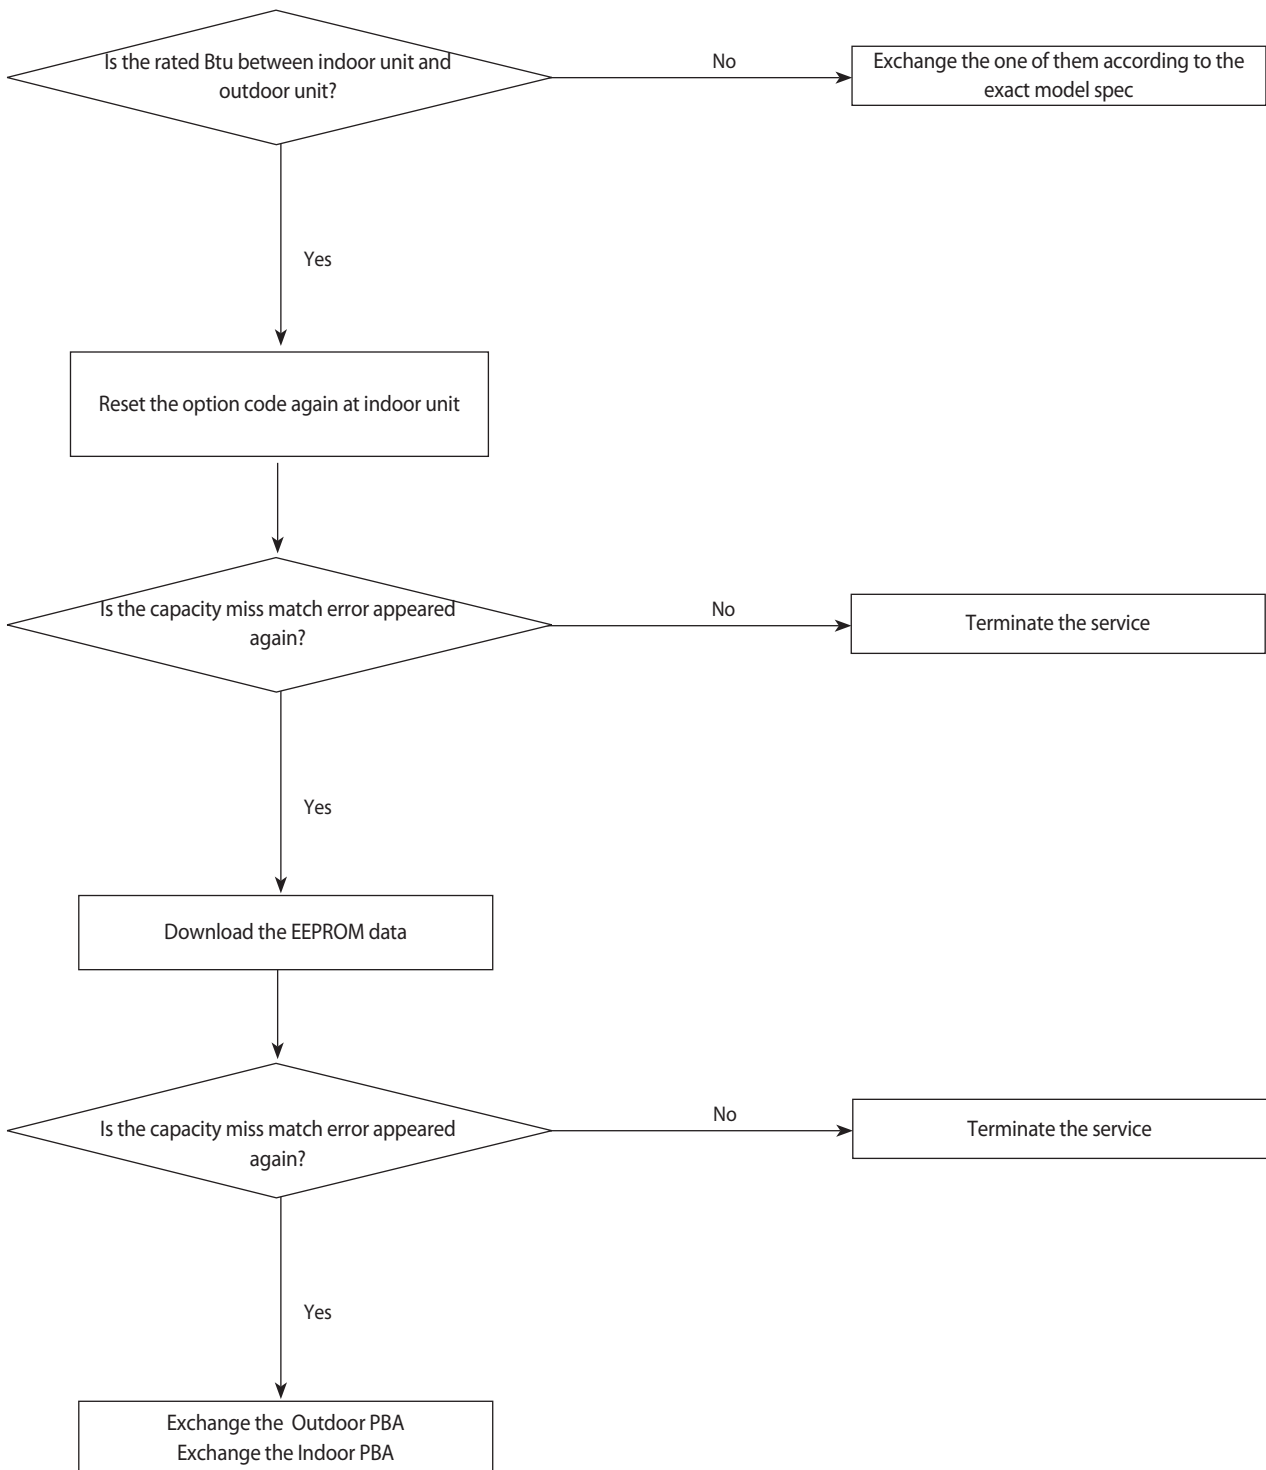 Is the rated Btu between indoor unit and
outdoor unit?
No
Exchange the one of them according to the
exact model spec
Yes
Reset the option code again at indoor unit
Is the capacity miss match error appeared
again?
No
Terminate the service
Yes
Download the EEPROM data
Is the capacity miss match error appeared
again?
No
Terminate the service
Yes
Exchange the  Outdoor PBA
Exchange the Indoor PBA